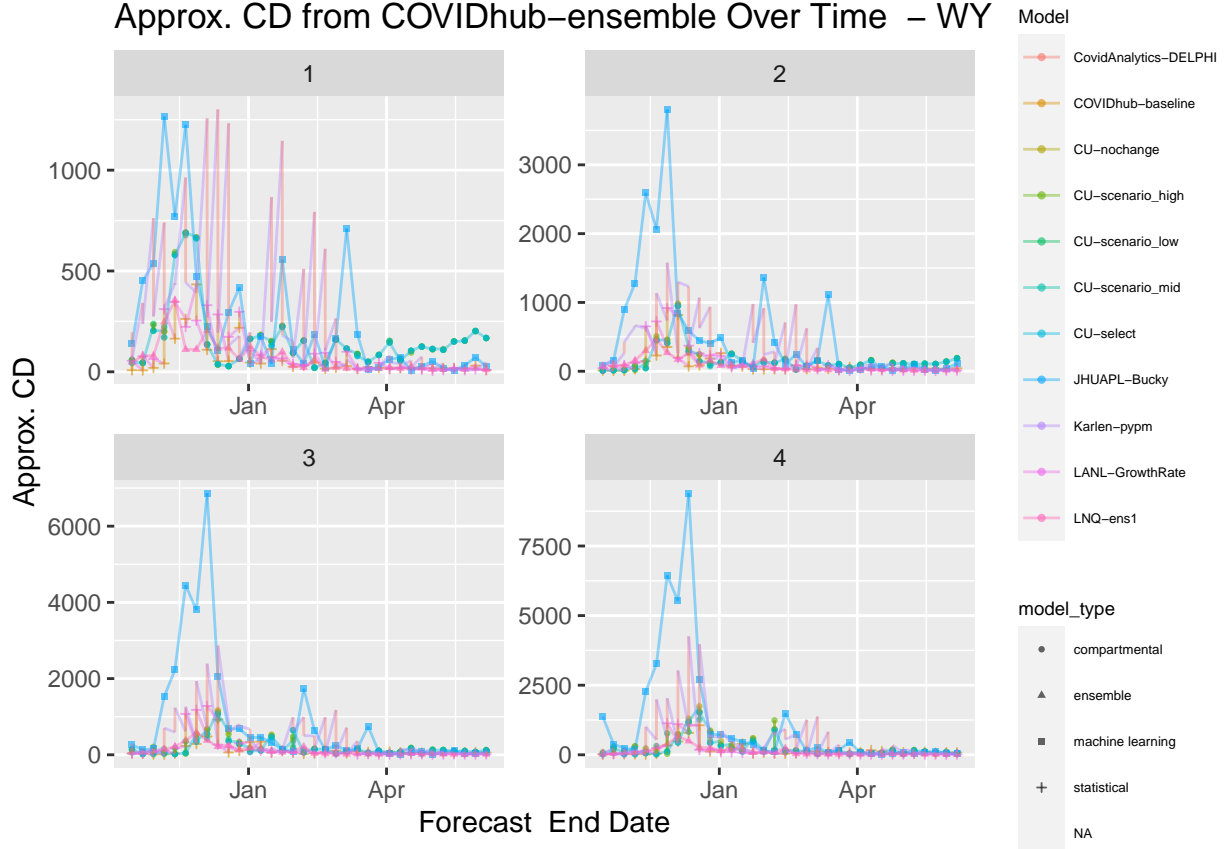 Approx. CD from COVIDhub−ensemble Over Time  − WY
1
2
1000
500
0
Jan
Apr
3000
2000
1000
0
Jan
Apr
3
4
6000
4000
2000
0
Jan
Apr
7500
5000
2500
0
Jan
Apr
Approx. CD
Forecast  End Date
Model
CovidAnalytics−DELPHI
COVIDhub−baseline
CU−nochange
CU−scenario_high
CU−scenario_low
CU−scenario_mid
CU−select
JHUAPL−Bucky
Karlen−pypm
LANL−GrowthRate
LNQ−ens1
model_type
compartmental
ensemble
machine learning
statistical
NA